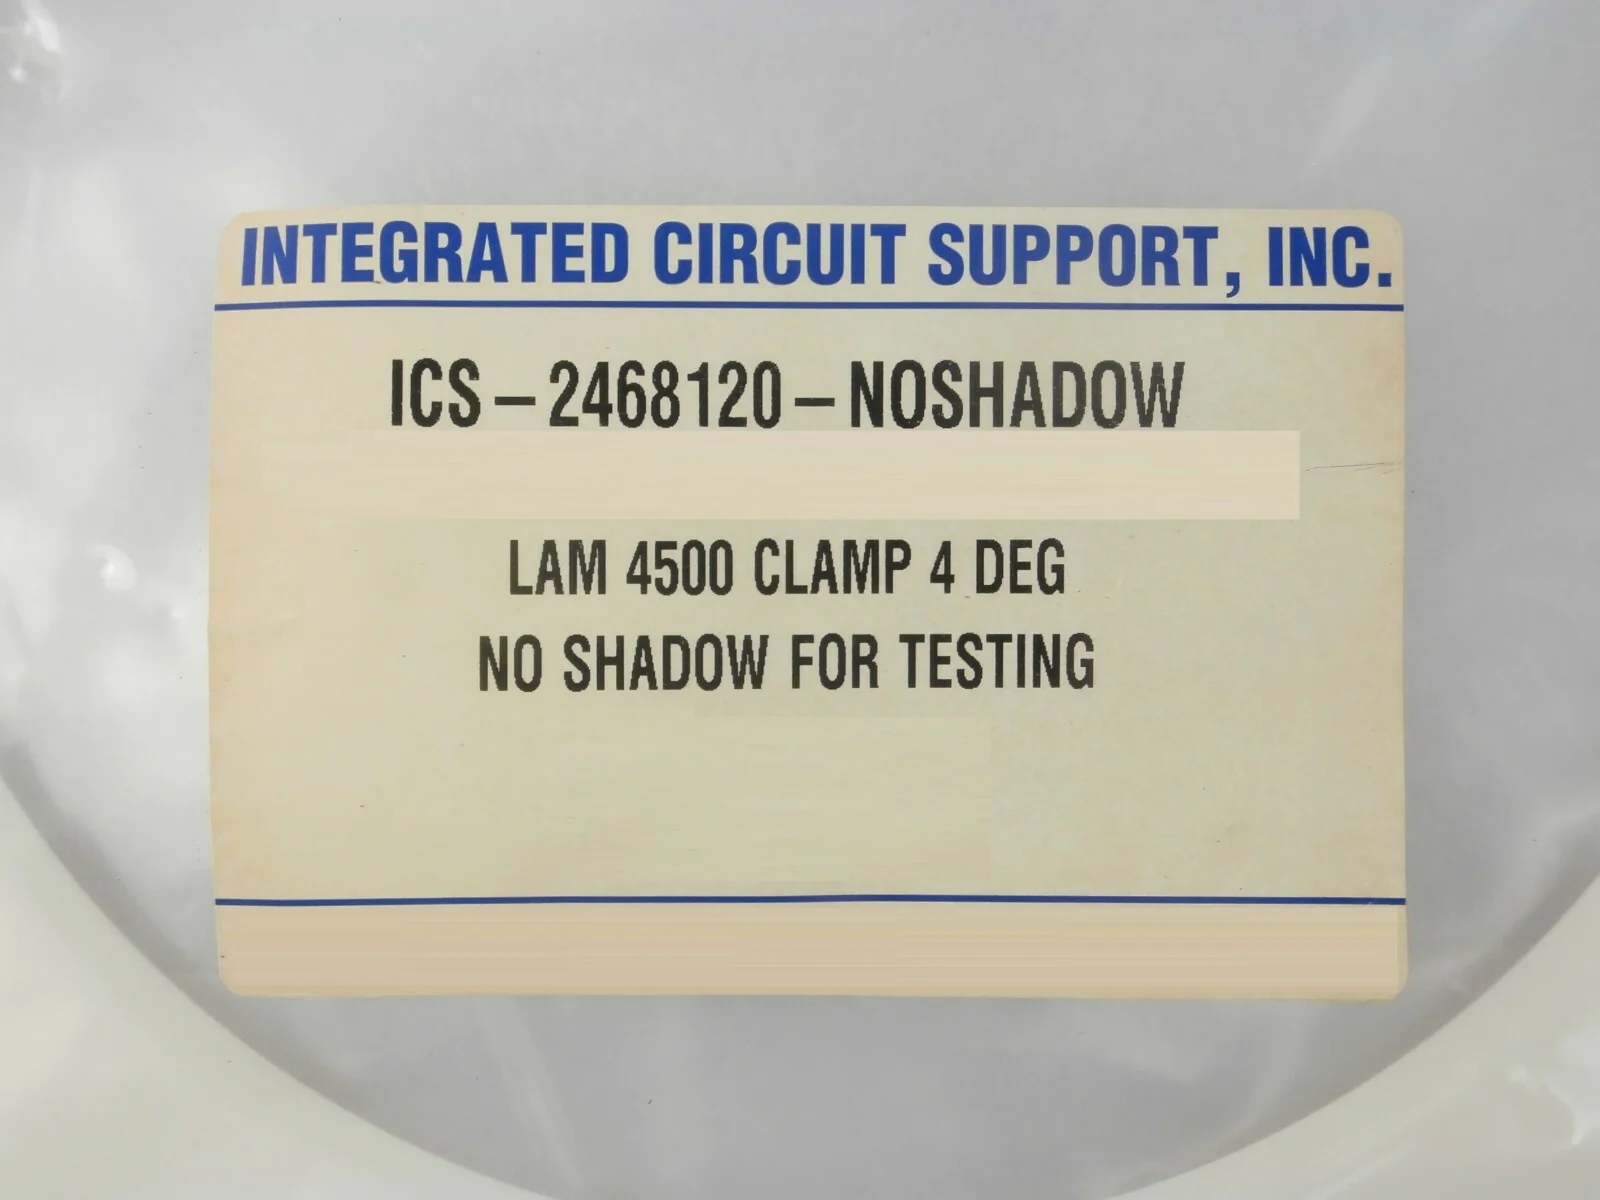 INTEGRATED CIRCUIT SUPPORT, INC.
ICS-2468120-NOSHADOW
LAM 4500 CLAMP 4 DEG
NO SHADOW FOR TESTING